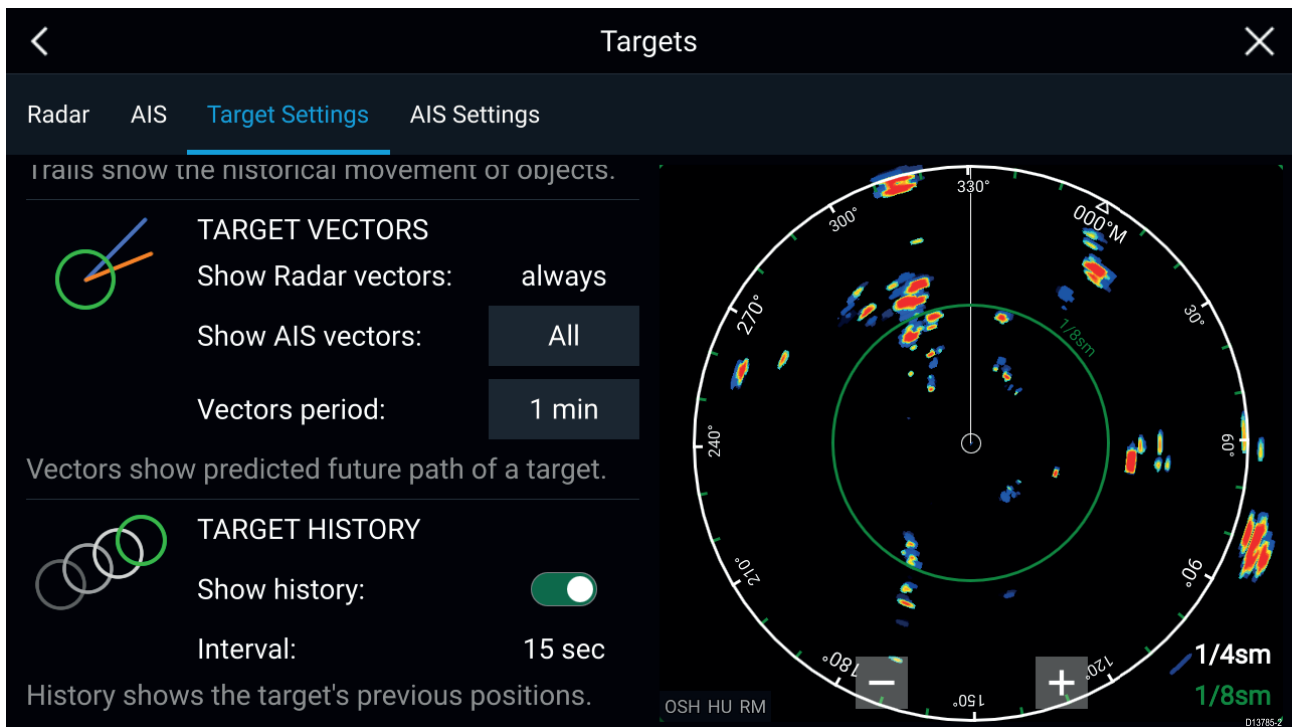 Targets
Radar AIS Target Settings AIS Settings
Trails show the historical movement of objects.
TARGET VECTORS
Show Radar vectors: always
Show AIS vectors: All
Vectors period: 1 min
Vectors show predicted future path of a target.
TARGET HISTORY
Show history:
Interval: 15 sec
History shows the target's previous positions.
330°
000°M
30°
60°
90°
120°
150°
180°
210°
240°
270°
300°
1/8sm
− +
1/4sm
1/8sm
OSH HU RM
D13785-2